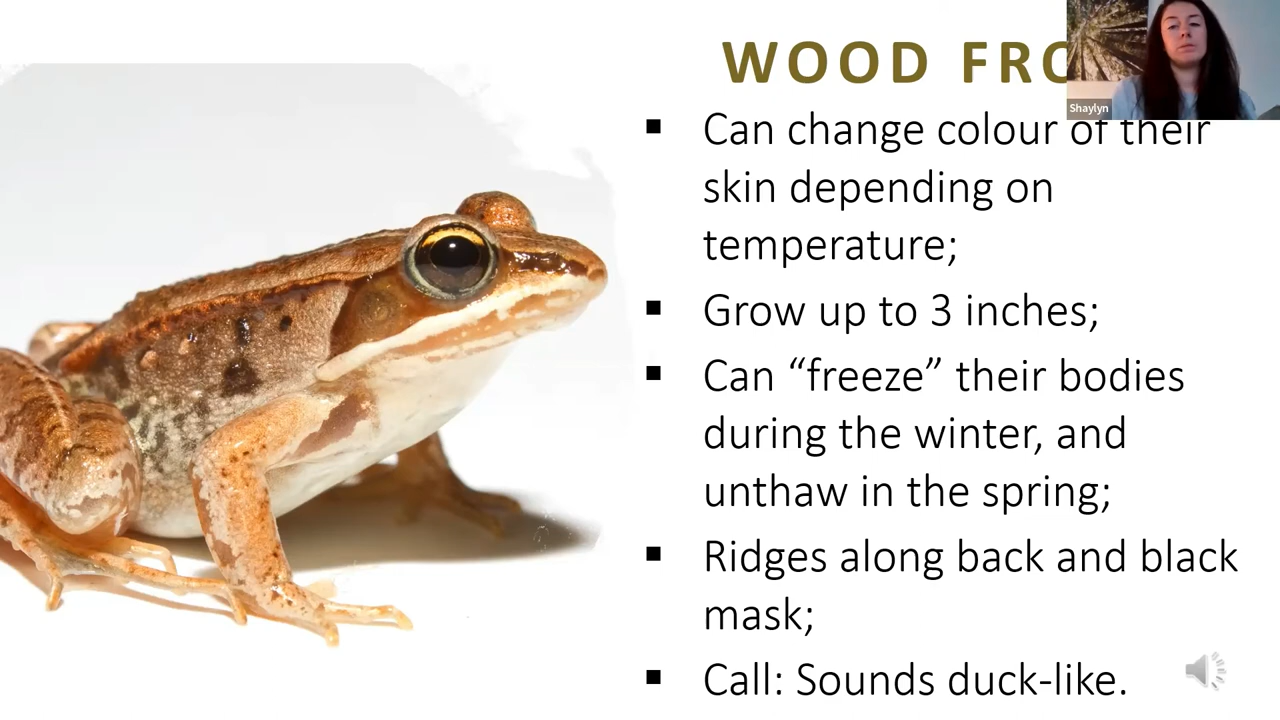 WOOD FRO
Shaylyn
▪ Can change colour of their
skin depending on
temperature;
▪ Grow up to 3 inches;
▪ Can “freeze” their bodies
during the winter, and
unthaw in the spring;
▪ Ridges along back and black
mask;
▪ Call: Sounds duck-like.